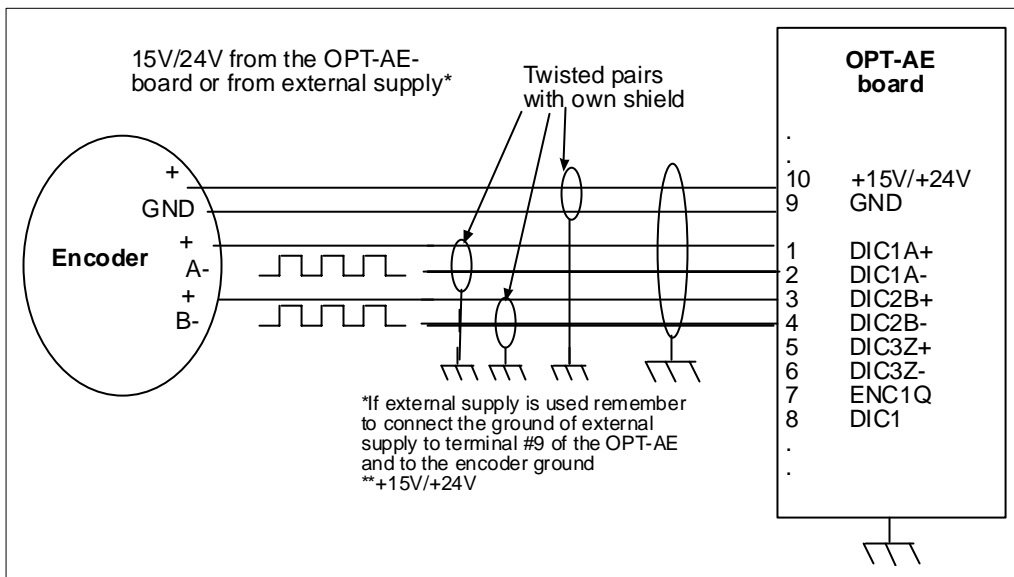 15V/24V from the OPT-AE-
board or from external supply*
Twisted pairs
with own shield
Encoder
+
GND
+
A-
+
B-
*If external supply is used remember
to connect the ground of external
supply to terminal #9 of the OPT-AE
and to the encoder ground
**+15V/+24V
OPT-AE
board
.
.
10 +15V/+24V
9 GND
1 DIC1A+
2 DIC1A-
3 DIC2B+
4 DIC2B-
5 DIC3Z+
6 DIC3Z-
7 ENC1Q
8 DIC1
.
.